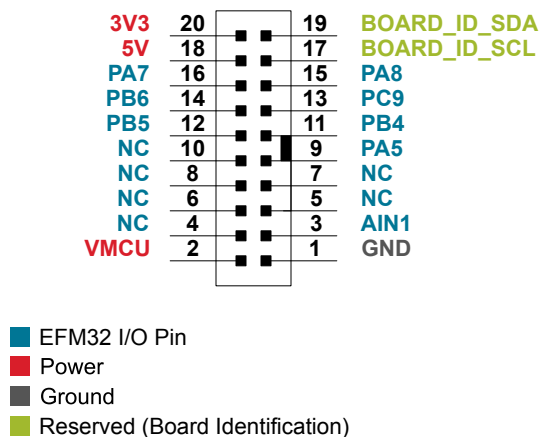 3V3 20 19 BOARD_ID_SDA
5V 18 17 BOARD_ID_SCL
PA7 16 15 PA8
PB6 14 13 PC9
PB5 12 11 PB4
NC 10 9 PA5
NC 8 7 NC
NC 6 5 NC
NC 4 3 AIN1
VMCU 2 1 GND
EFM32 I/O Pin
Power
Ground
Reserved (Board Identification)